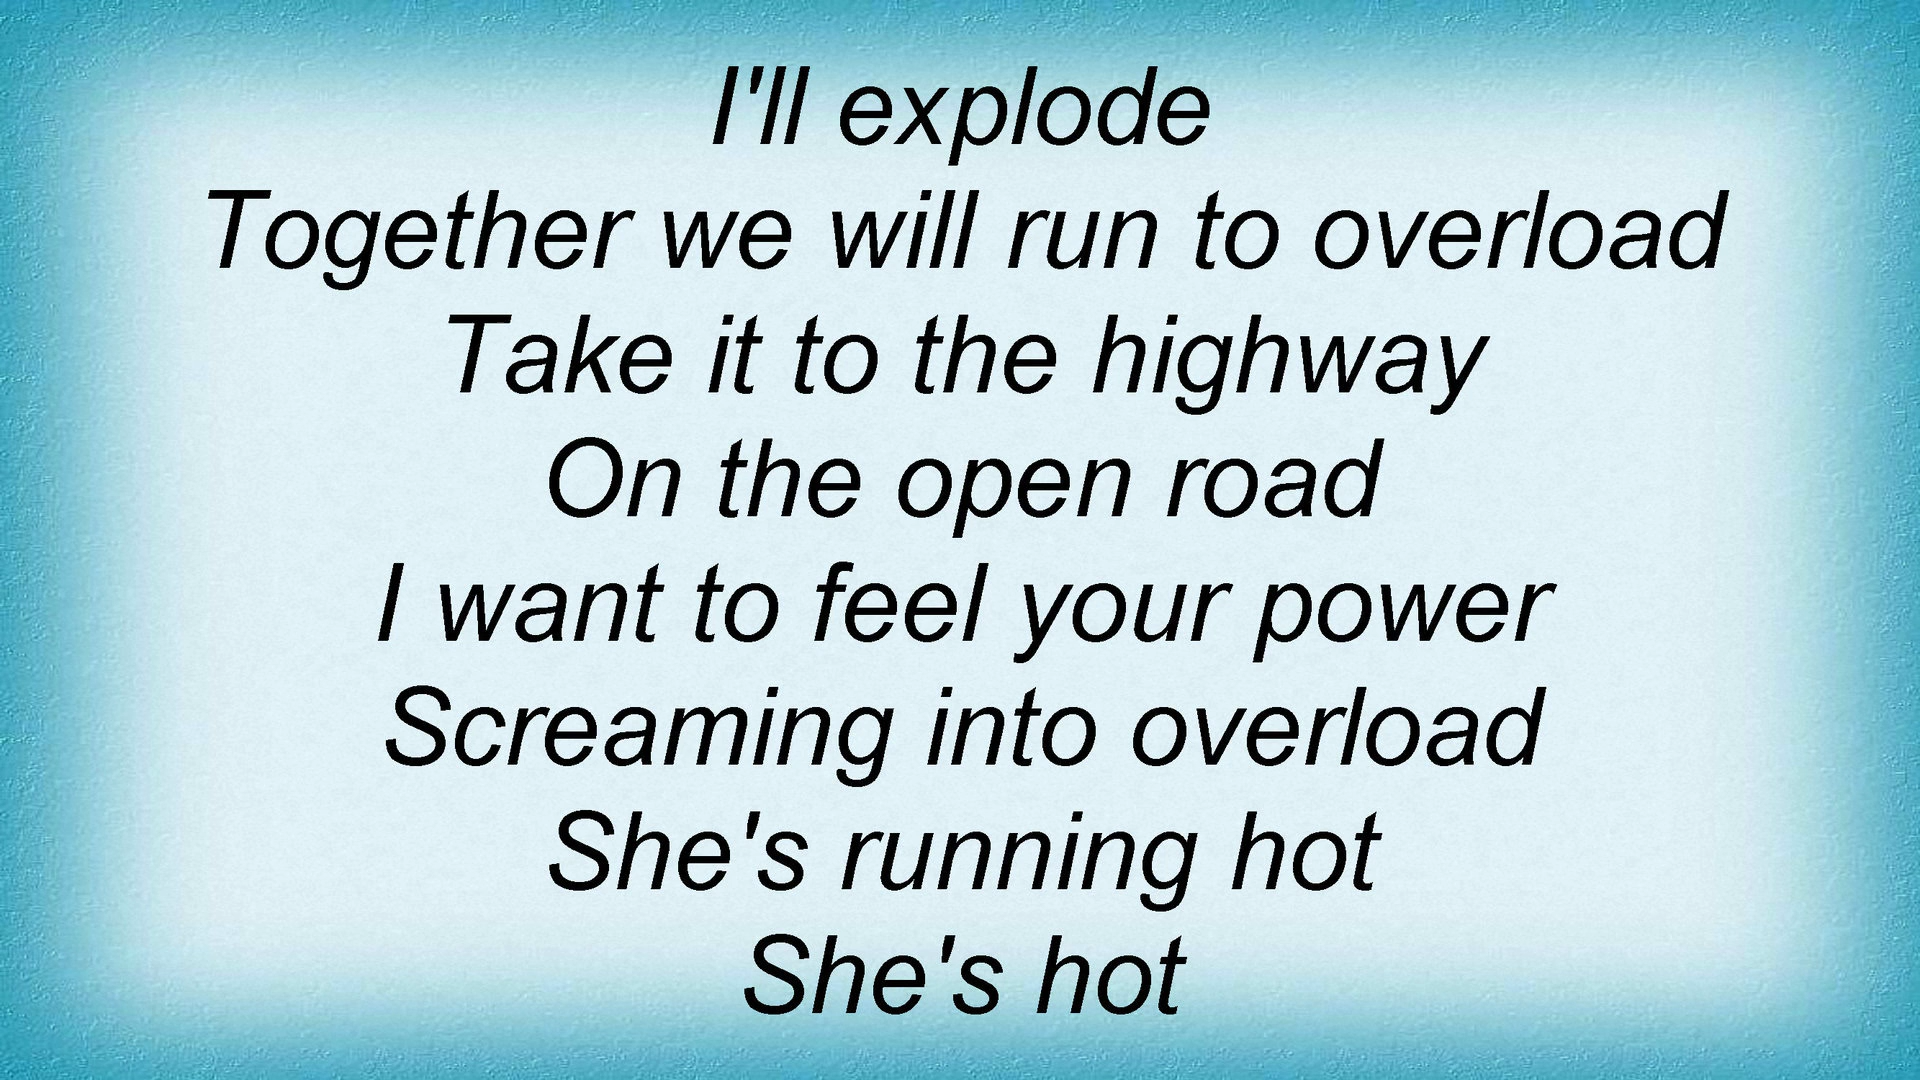 I'll explode
Together we will run to overload
Take it to the highway
On the open road
I want to feel your power
Screaming into overload
She's running hot
She's hot